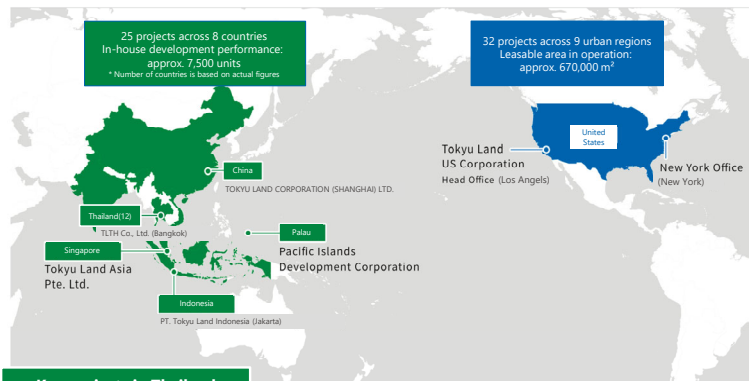 25 projects across 8 countries
In-house development performance:
approx. 7,500 units
* Number of countries is based on actual figures
32 projects across 9 urban regions
Leasable area in operation:
approx. 670,000 m²
United
States
Tokyu Land
US Corporation
Head Office (Los Angels)
New York Office
(New York)
China
TOKYU LAND CORPORATION (SHANGHAI) LTD.
Thailand(12)
TLTH Co., Ltd. (Bangkok)
Palau
Pacific Islands
Development Corporation
Singapore
Tokyu Land Asia
Pte. Ltd.
Indonesia
PT. Tokyu Land Indonesia (Jakarta)